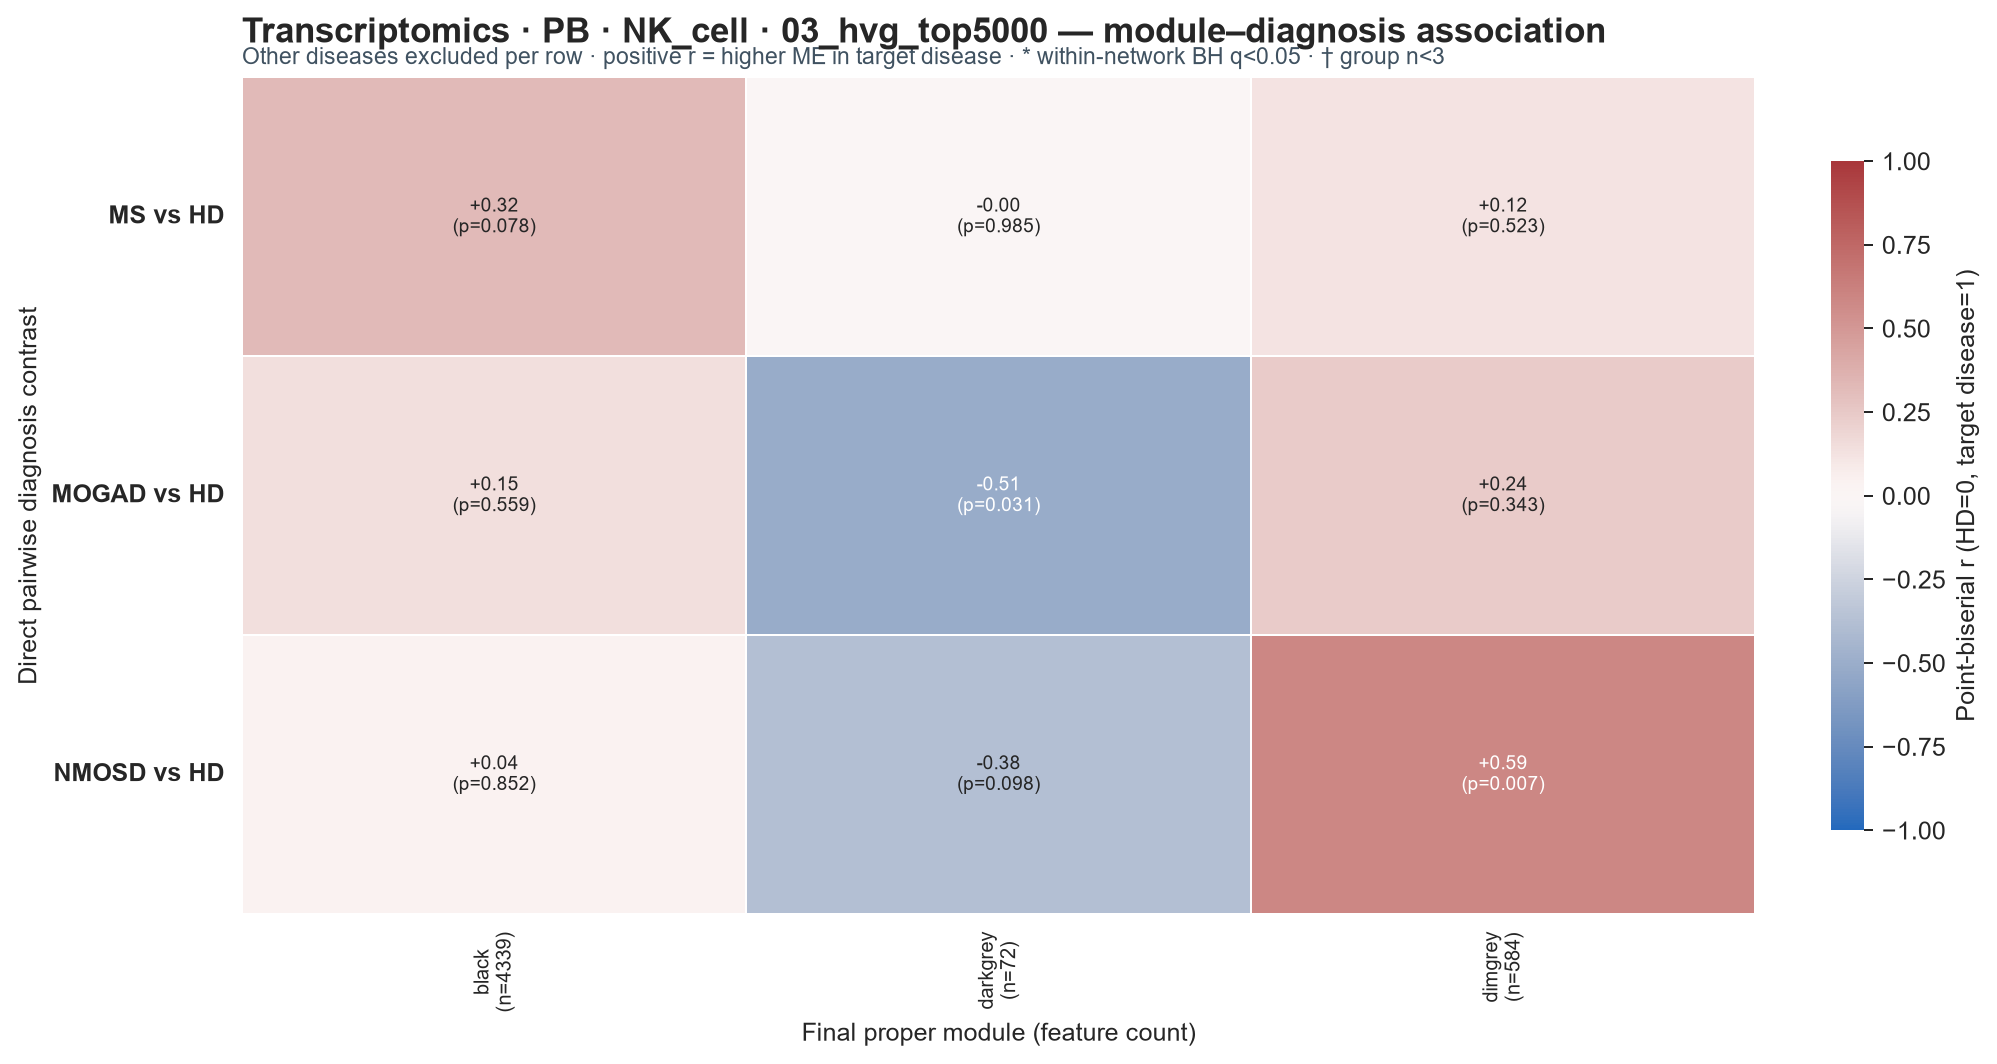 Transcriptomics · PB · NK_cell · 03_hvg_top5000 — module–diagnosis association
Other diseases excluded per row · positive r = higher ME in target disease · * within-network BH q<0.05 · † group n<3
Direct pairwise diagnosis contrast
MS vs HD
+0.32
(p=0.078)
-0.00
(p=0.985)
+0.12
(p=0.523)
MOGAD vs HD
+0.15
(p=0.559)
-0.51
(p=0.031)
+0.24
(p=0.343)
NMOSD vs HD
+0.04
(p=0.852)
-0.38
(p=0.098)
+0.59
(p=0.007)
black
(n=4339)
darkgrey
(n=72)
dimgrey
(n=584)
Final proper module (feature count)
1.00
0.75
0.50
0.25
0.00
−0.25
−0.50
−0.75
−1.00
Point-biserial r (HD=0, target disease=1)